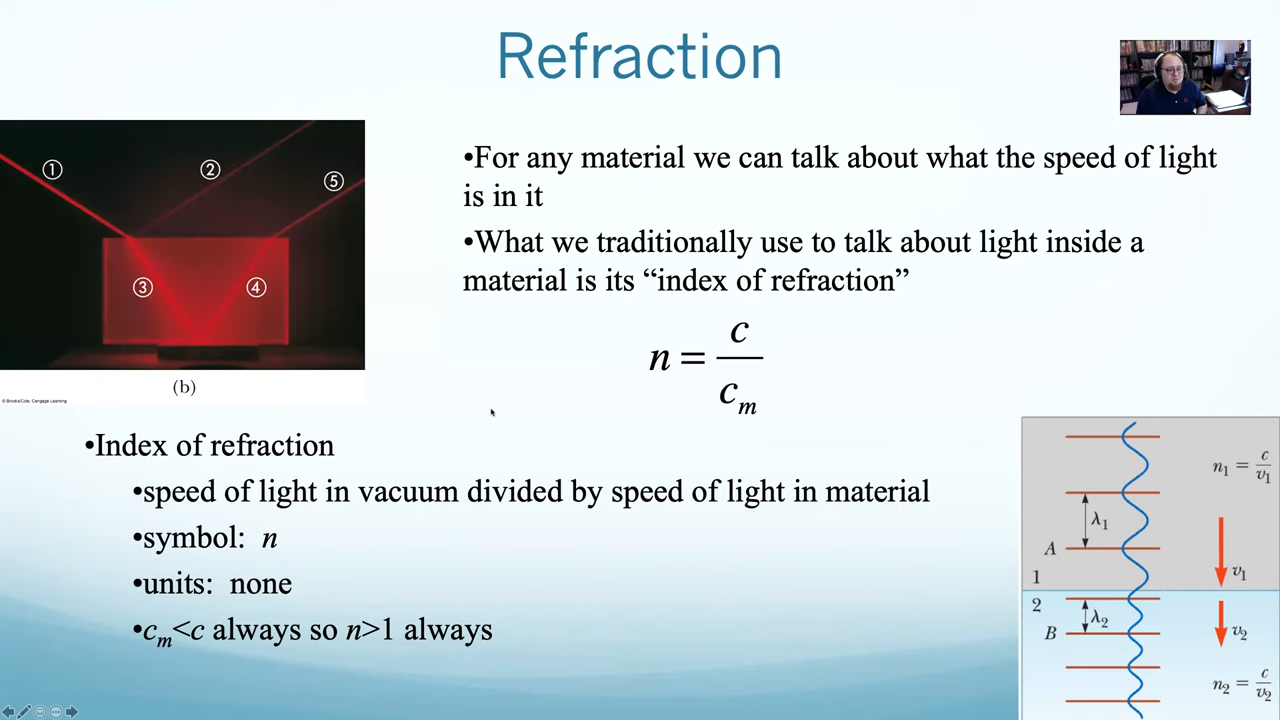 Refraction
①
②
⑤
③
④
(b)
© Brooks/Cole, Cengage Learning
•For any material we can talk about what the speed of light
is in it
•What we traditionally use to talk about light inside a
material is its “index of refraction”
n = c / c_m
•Index of refraction
•speed of light in vacuum divided by speed of light in material
•symbol: n
•units: none
•c_m<c always so n>1 always
n₁ = c / v₁
λ₁
A
v₁
1
2
λ₂
B
v₂
n₂ = c / v₂